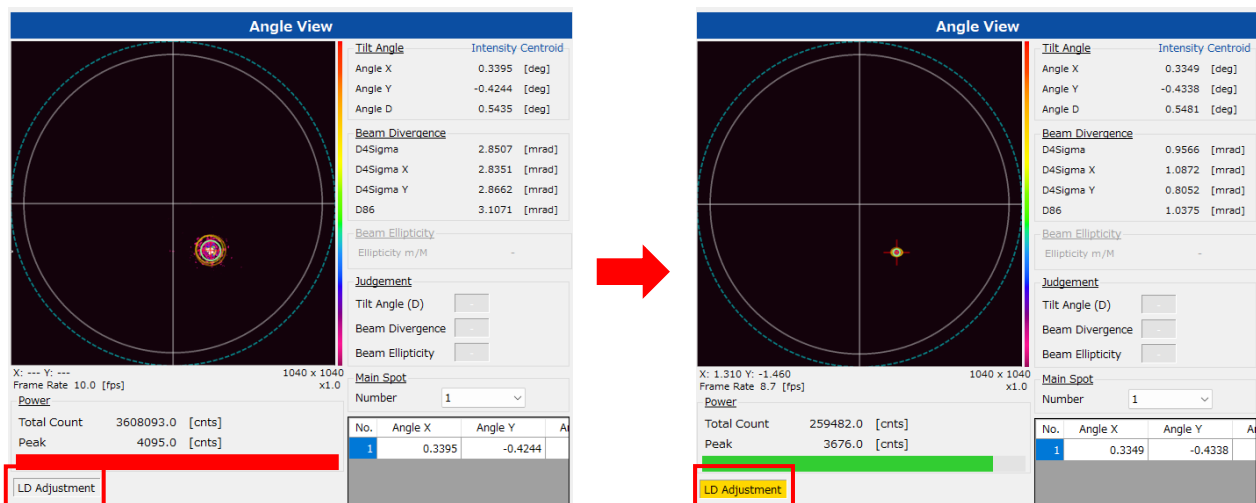 Angle View
Tilt Angle Intensity Centroid
Angle X 0.3395 [deg]
Angle Y -0.4244 [deg]
Angle D 0.5435 [deg]
Beam Divergence
D4Sigma 2.8507 [mrad]
D4Sigma X 2.8351 [mrad]
D4Sigma Y 2.8662 [mrad]
D86 3.1071 [mrad]
Beam Ellipticity
Ellipticity m/M -
Judgement
Tilt Angle (D) -
Beam Divergence -
Beam Ellipticity -
X: --- Y: --- 1040 x 1040
Frame Rate 10.0 [fps] x1.0
Main Spot
Number 1
Power
Total Count 3608093.0 [cnts]
Peak 4095.0 [cnts]
No. Angle X Angle Y
1 0.3395 -0.4244
LD Adjustment
Angle View
Tilt Angle Intensity Centroid
Angle X 0.3349 [deg]
Angle Y -0.4338 [deg]
Angle D 0.5481 [deg]
Beam Divergence
D4Sigma 0.9566 [mrad]
D4Sigma X 1.0872 [mrad]
D4Sigma Y 0.8052 [mrad]
D86 1.0375 [mrad]
Beam Ellipticity
Ellipticity m/M -
Judgement
Tilt Angle (D) -
Beam Divergence -
Beam Ellipticity -
X: 1.310 Y: -1.460 1040 x 1040
Frame Rate 8.7 [fps] x1.0
Main Spot
Number 1
Power
Total Count 259482.0 [cnts]
Peak 3676.0 [cnts]
No. Angle X Angle Y
1 0.3349 -0.4338
LD Adjustment